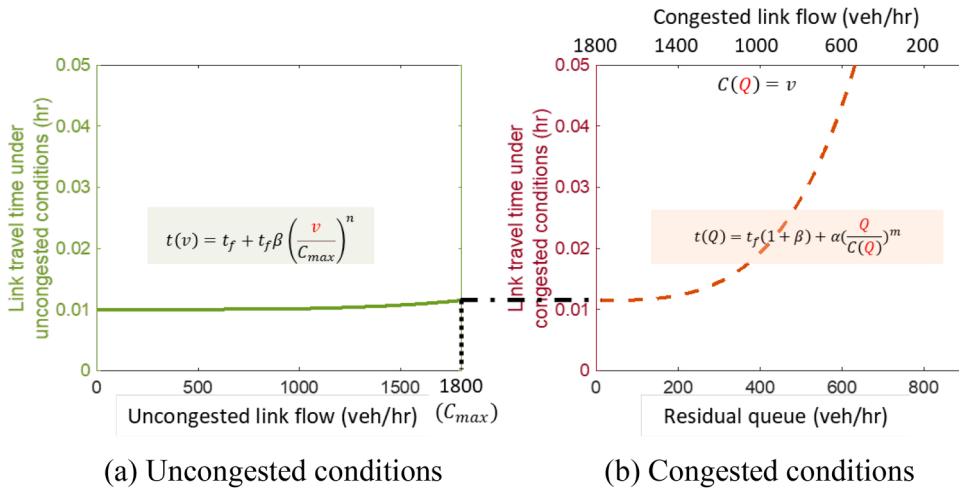 Congested link flow (veh/hr)
1800 1400 1000 600 200
0.05
0.04
0.03
0.02
0.01
0
Link travel time under
uncongested conditions (hr)
t(v) = t_f + t_f β (v / C_max)^n
0 500 1000 1500 1800
(C_max)
Uncongested link flow (veh/hr)
0.05
0.04
0.03
0.02
0.01
0
Link travel time under
congested conditions (hr)
C(Q) = v
t(Q) = t_f(1 + β) + α(Q / C(Q))^m
0 200 400 600 800
Residual queue (veh/hr)
(a) Uncongested conditions
(b) Congested conditions